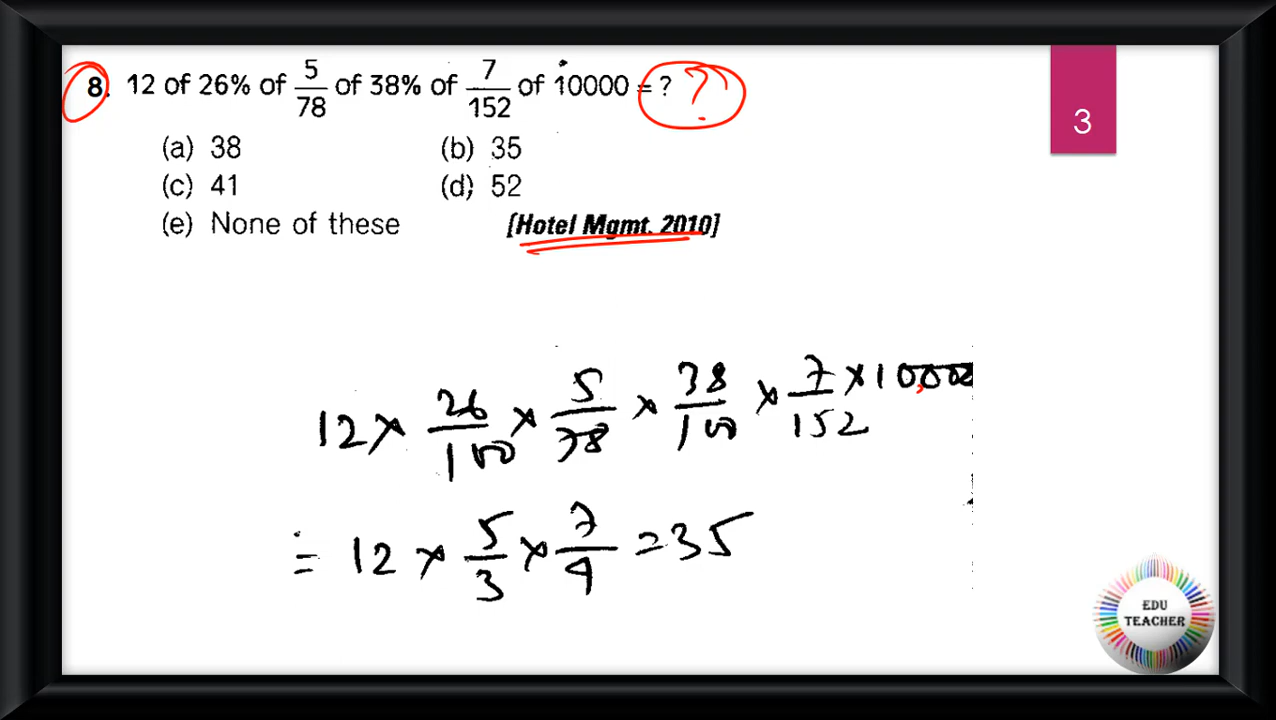 8. 12 of 26% of 5/78 of 38% of 7/152 of 10000 = ? ?
(a) 38 (b) 35
(c) 41 (d) 52
(e) None of these [Hotel Mgmt. 2010]
3
12 × 26/100 × 5/78 × 38/100 × 7/152 × 10000
= 12 × 5/3 × 7/4 = 35
EDU
TEACHER